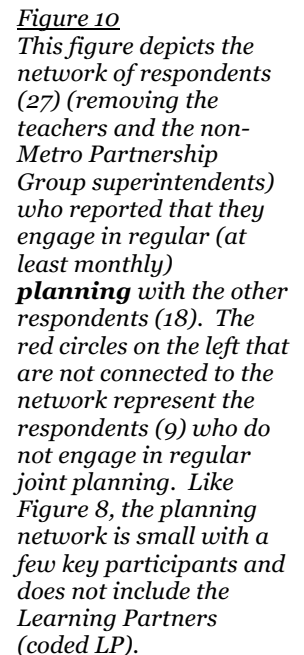 Figure 10
This figure depicts the
network of respondents
(27) (removing the
teachers and the non-
Metro Partnership
Group superintendents)
who reported that they
engage in regular (at
least monthly)
planning with the other
respondents (18).  The
red circles on the left that
are not connected to the
network represent the
respondents (9) who do
not engage in regular
joint planning.  Like
Figure 8, the planning
network is small with a
few key participants and
does not include the
Learning Partners
(coded LP).